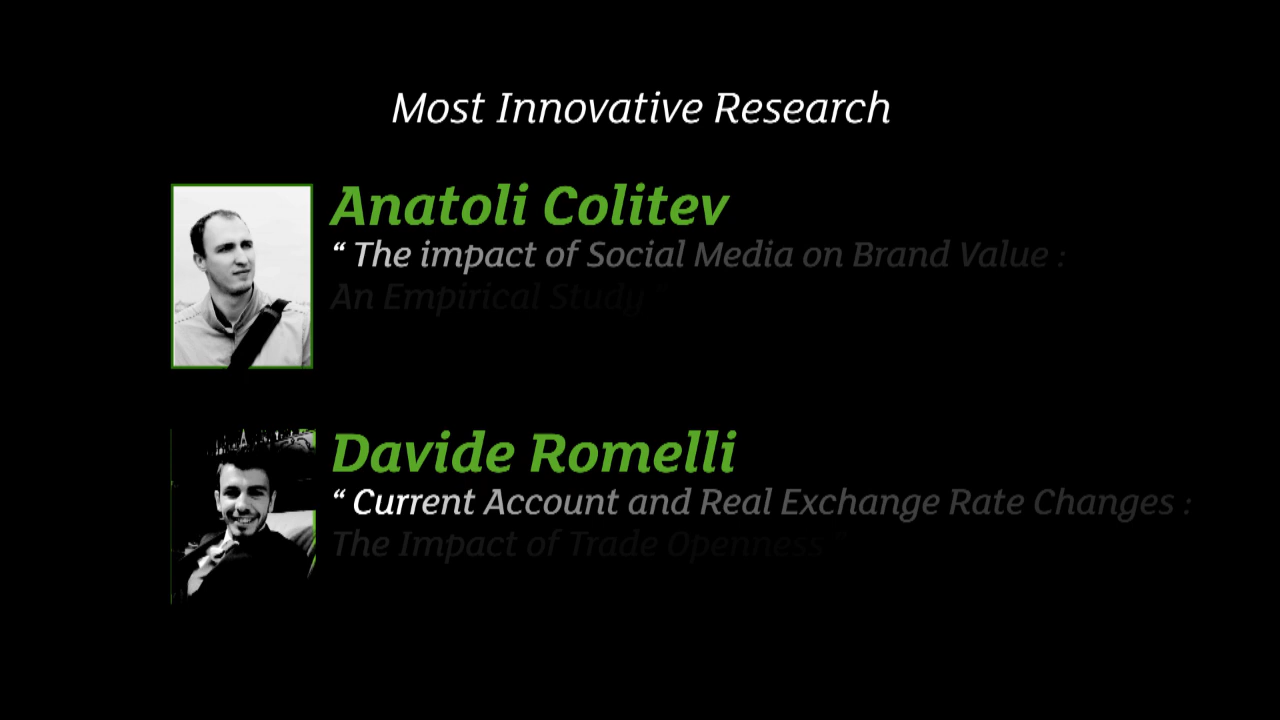 Most Innovative Research
Anatoli Colitev
“ The impact of Social Media on Brand Value :
An Empirical Study ”
Davide Romelli
“ Current Account and Real Exchange Rate Changes :
The Impact of Trade Openness ”